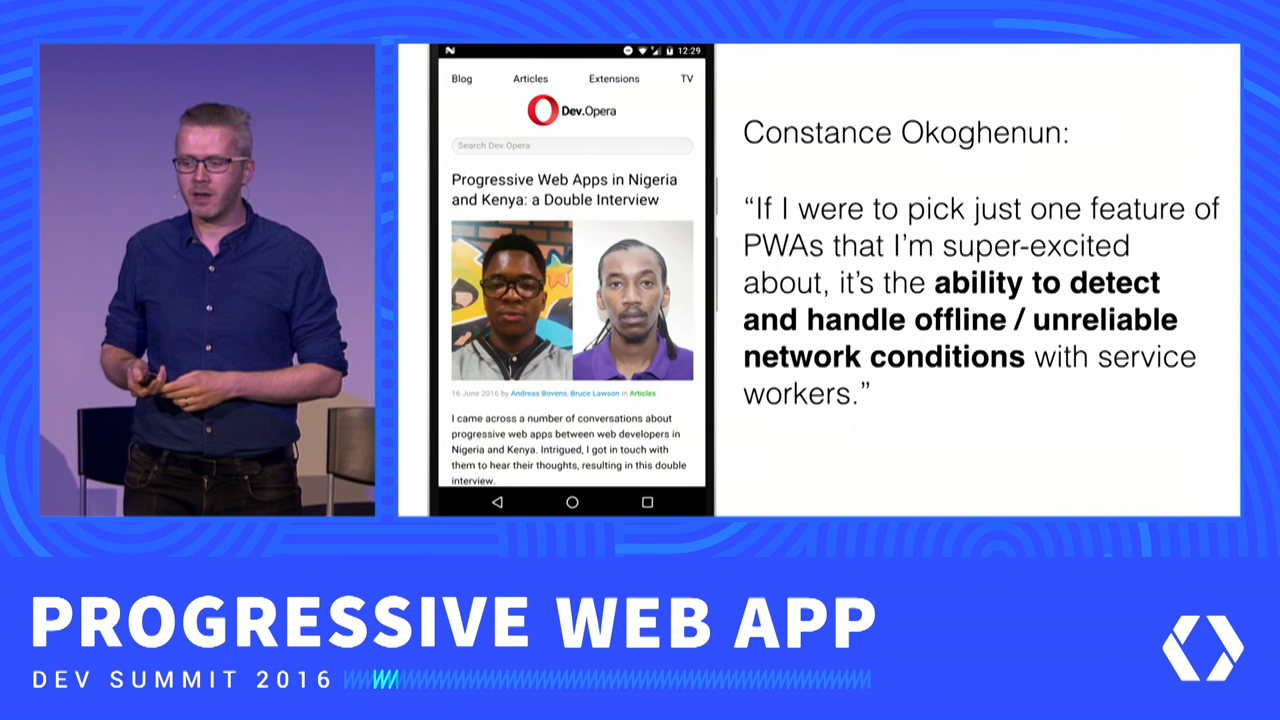 12:29
Blog Articles Extensions TV
Dev.Opera
Search Dev.Opera
Progressive Web Apps in Nigeria
and Kenya: a Double Interview
16 June 2016 by Andreas Bovens, Bruce Lawson in Articles
I came across a number of conversations about
progressive web apps between web developers in
Nigeria and Kenya. Intrigued, I got in touch with
them to hear their thoughts, resulting in this double
interview.
Constance Okoghenun:
“If I were to pick just one feature of
PWAs that I’m super-excited
about, it’s the ability to detect
and handle offline / unreliable
network conditions with service
workers.”
PROGRESSIVE WEB APP
DEV SUMMIT 2016